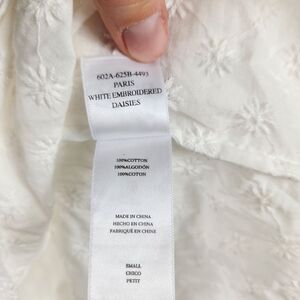 602A-625B-4493
PARIS
WHITE EMBROIDERED
DAISIES
100%COTTON
100%ALGODÓN
100%COTON
MADE IN CHINA
HECHO EN CHINA
FABRIQUÉ EN CHINE
SMALL
CHICO
PETIT